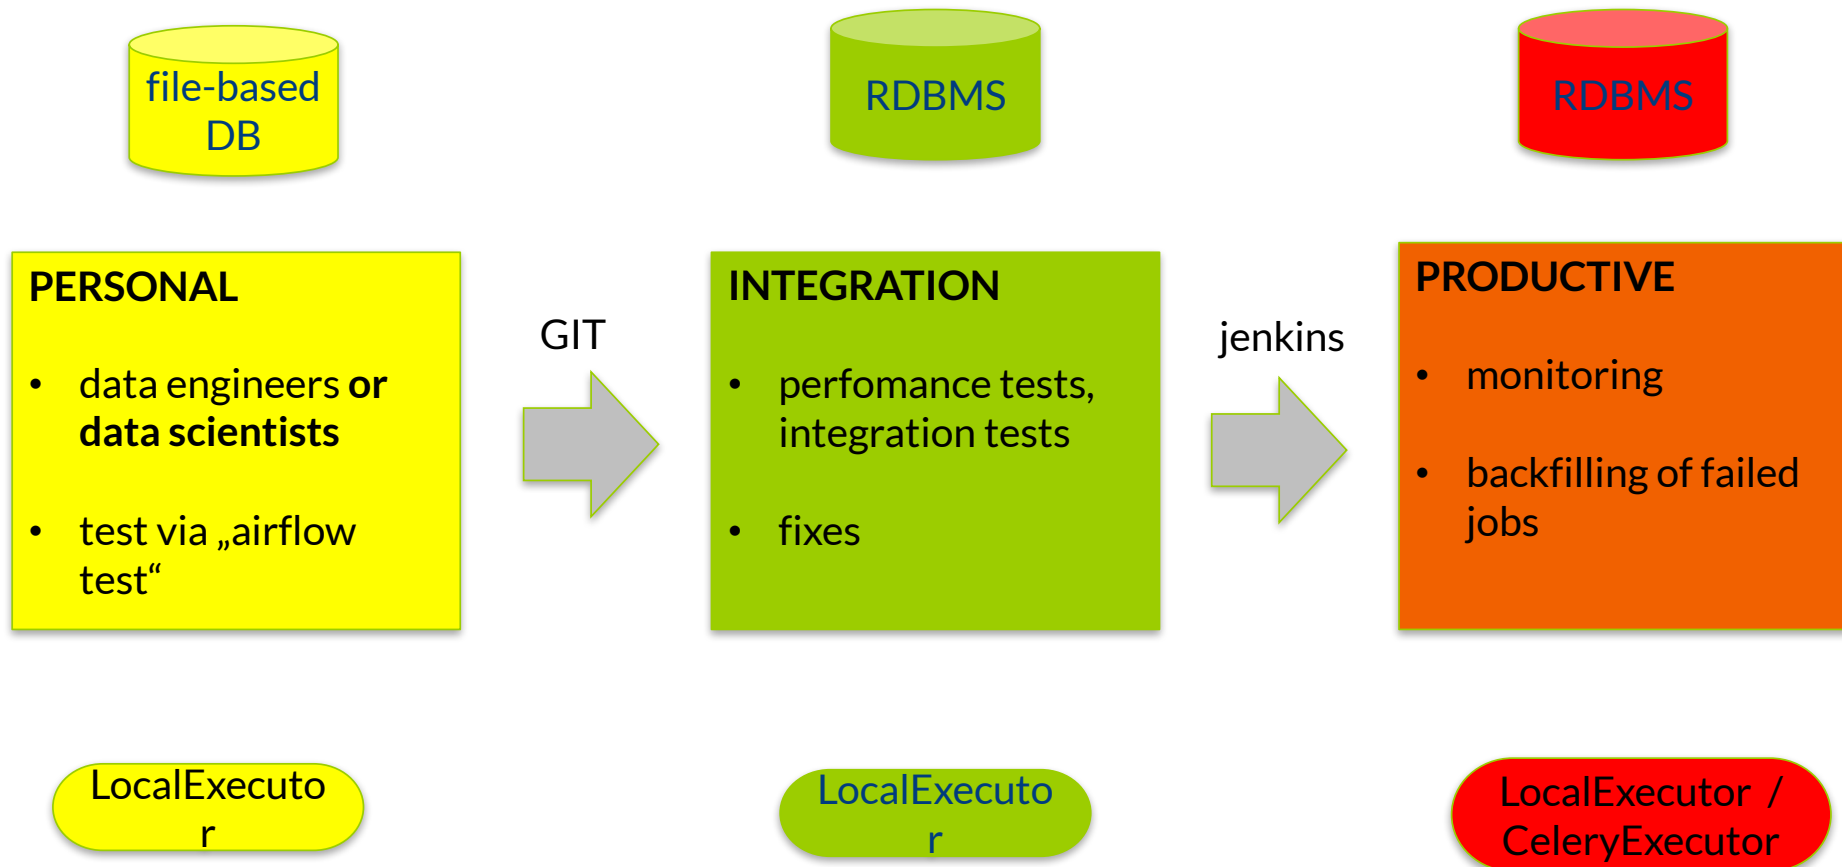 file-based
DB
RDBMS
RDBMS
PERSONAL
• data engineers or
data scientists
• test via „airflow
test“
GIT
INTEGRATION
• perfomance tests,
integration tests
• fixes
jenkins
PRODUCTIVE
• monitoring
• backfilling of failed
jobs
LocalExecuto
r
LocalExecuto
r
LocalExecutor /
CeleryExecutor